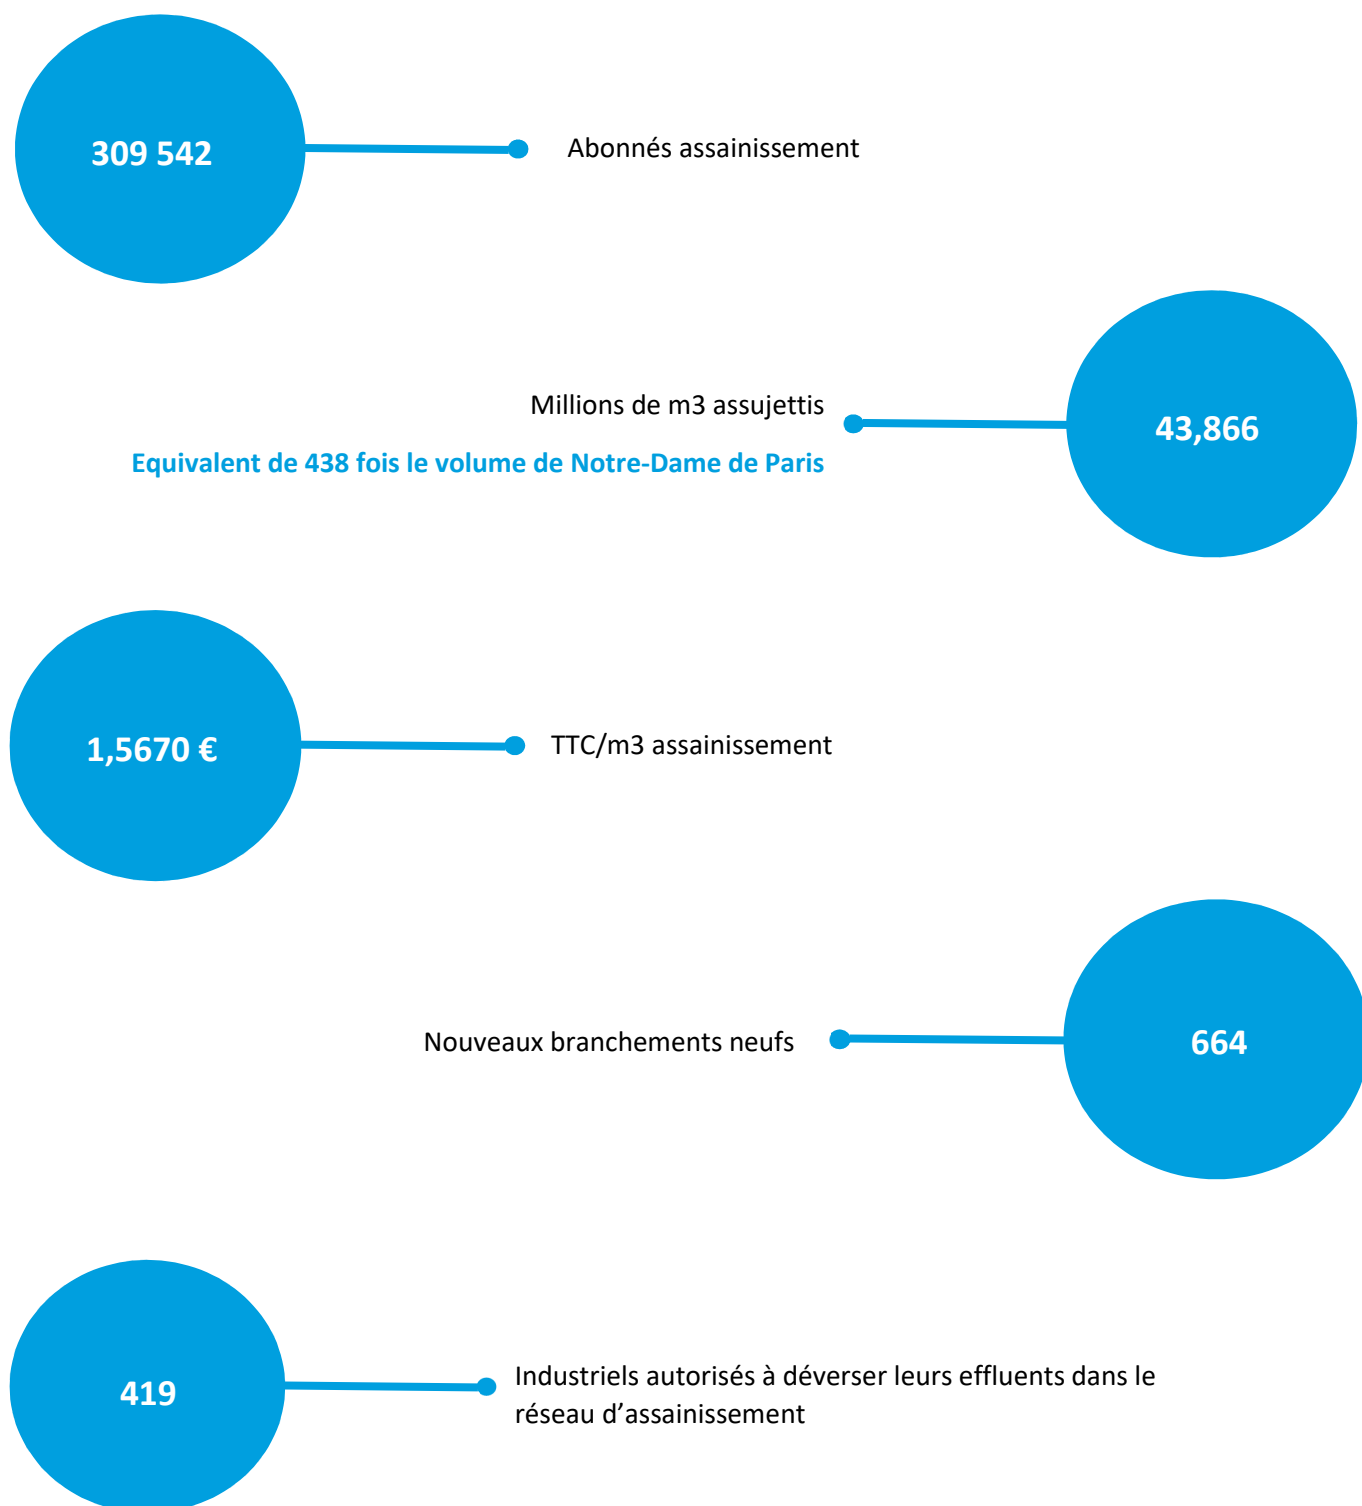 309 542
Abonnés assainissement
Millions de m3 assujettis
43,866
Equivalent de 438 fois le volume de Notre-Dame de Paris
1,5670 €
TTC/m3 assainissement
Nouveaux branchements neufs
664
419
Industriels autorisés à déverser leurs effluents dans le
réseau d’assainissement